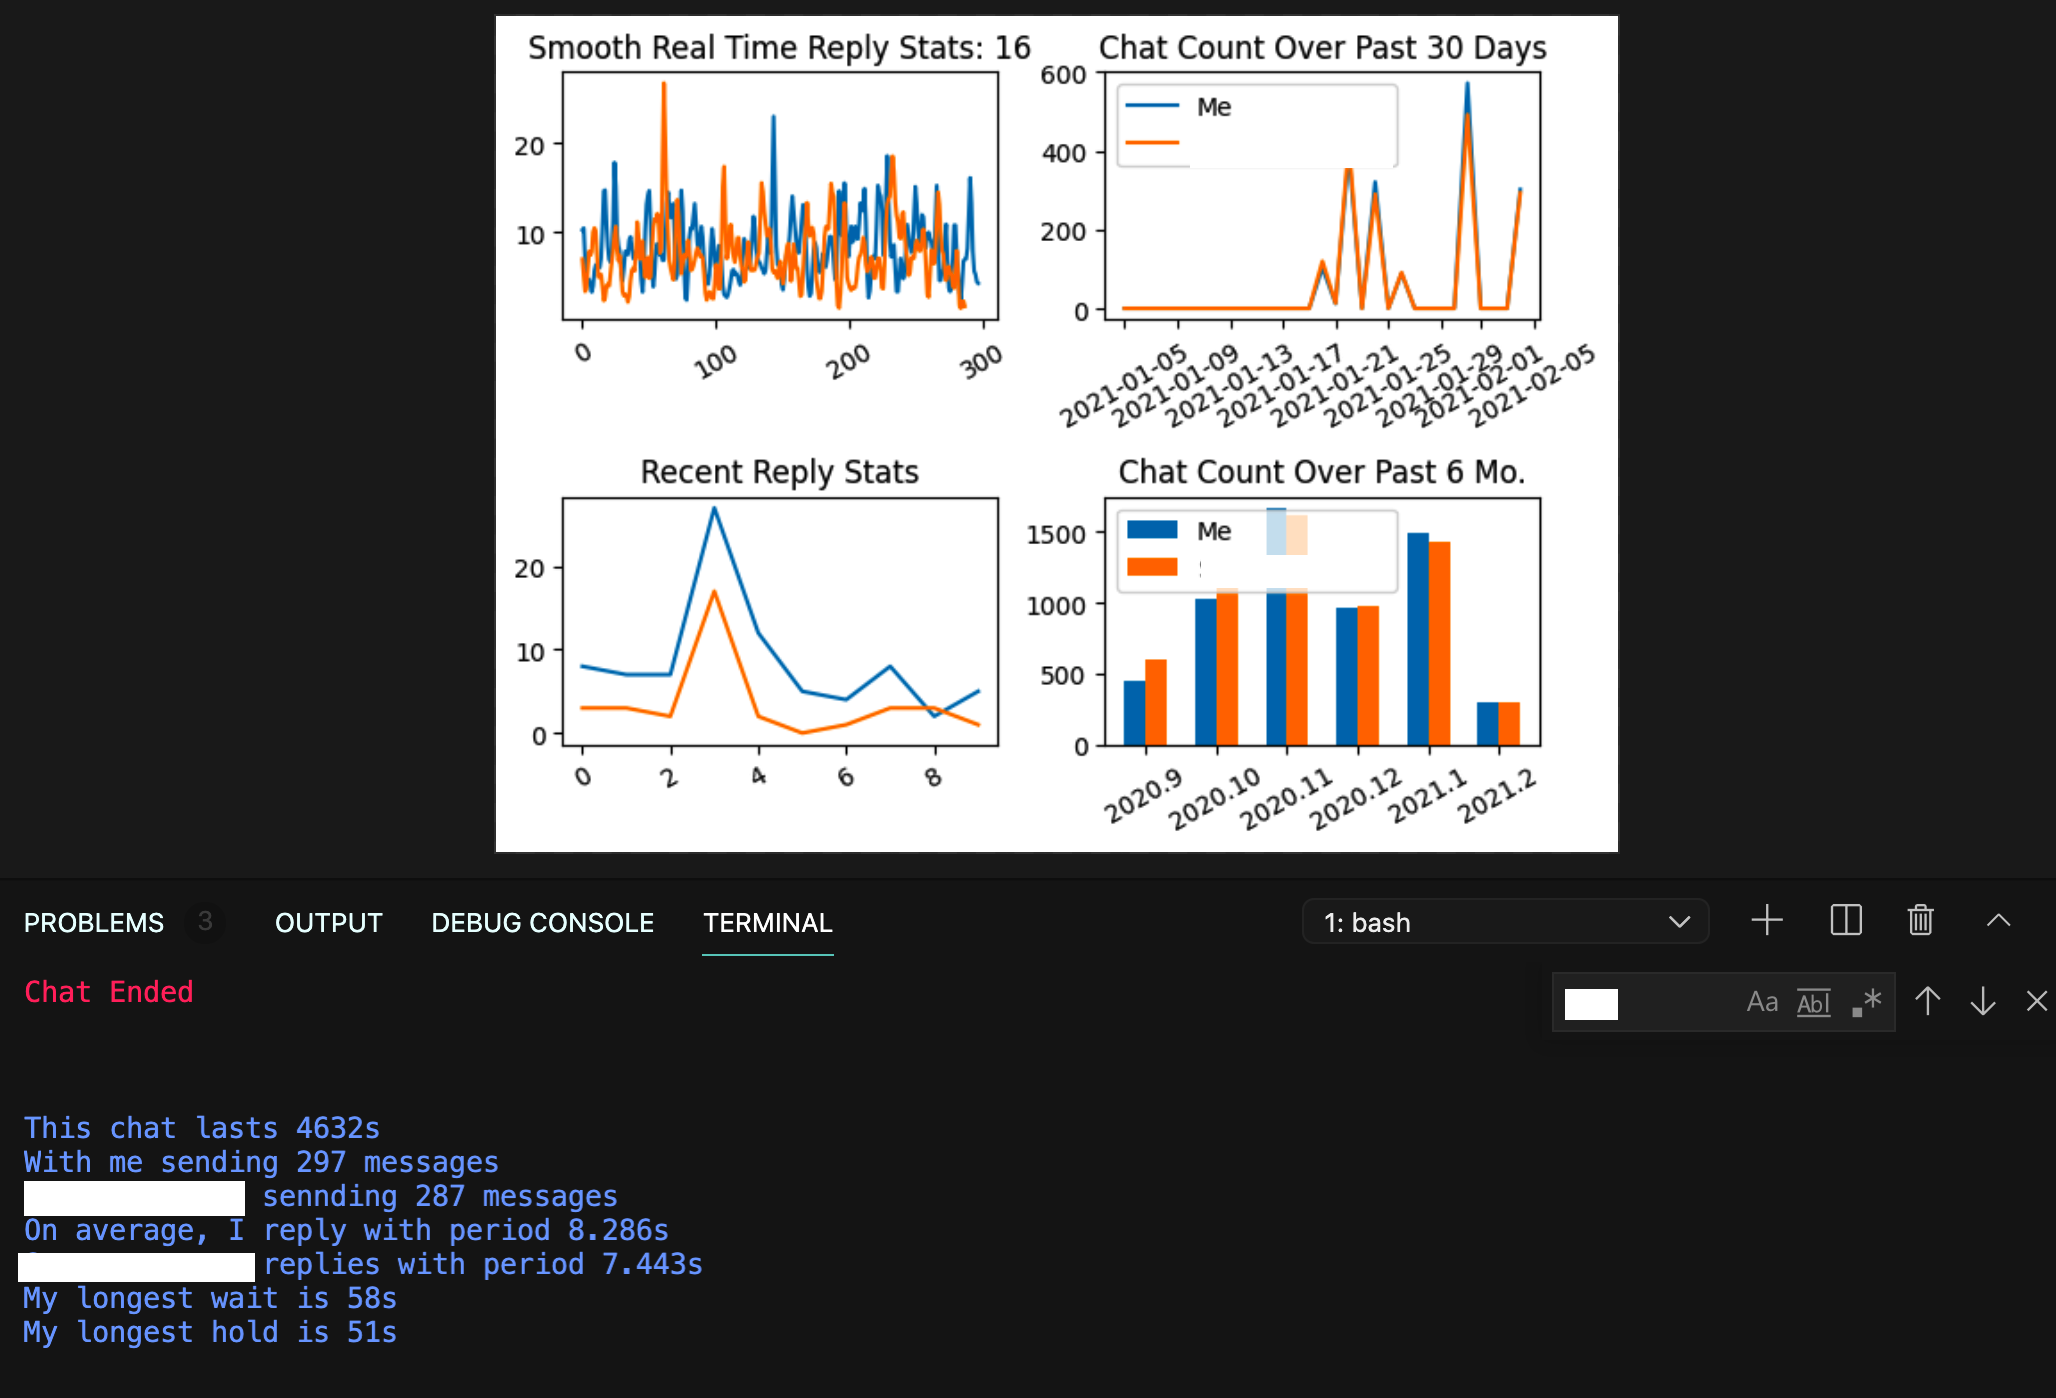 Smooth Real Time Reply Stats: 16
20
10
0 100 200 300
Chat Count Over Past 30 Days
600
400
200
0
Me
2021-01-05 2021-01-09 2021-01-13 2021-01-17 2021-01-21 2021-01-25 2021-01-29 2021-02-01 2021-02-05
Recent Reply Stats
20
10
0
0 2 4 6 8
Chat Count Over Past 6 Mo.
1500
1000
500
0
Me
2020.9 2020.10 2020.11 2020.12 2021.1 2021.2
PROBLEMS 3 OUTPUT DEBUG CONSOLE TERMINAL 1: bash
Chat Ended
Aa Abl .*
This chat lasts 4632s
With me sending 297 messages
sennding 287 messages
On average, I reply with period 8.286s
replies with period 7.443s
My longest wait is 58s
My longest hold is 51s